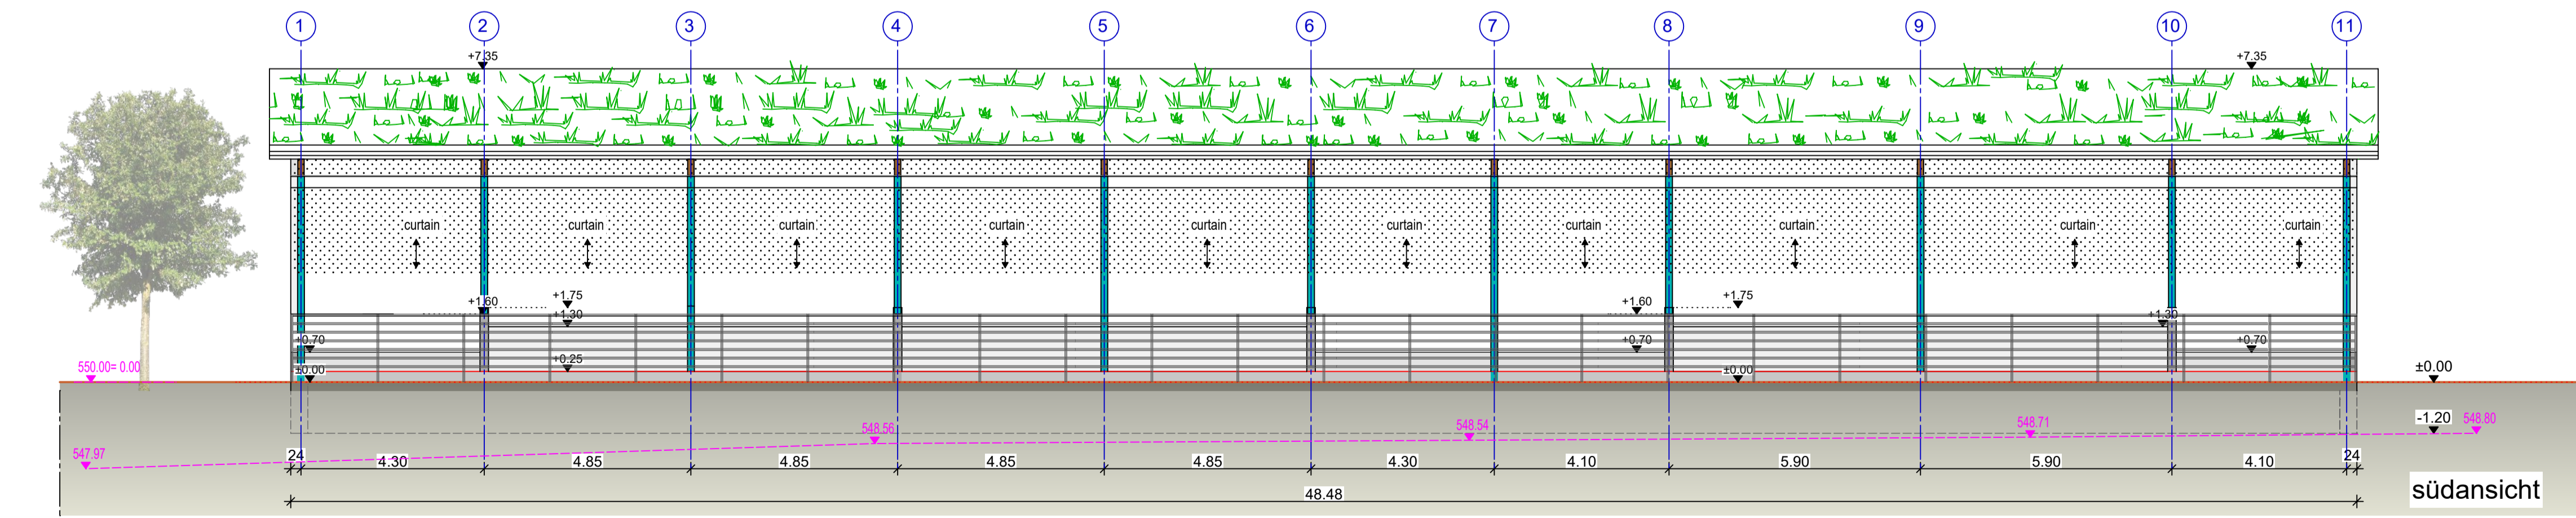 1 2 3 4 5 6 7 8 9 10 11
+7.35 +7.35
curtain curtain curtain curtain curtain curtain curtain curtain curtain curtain
+1.60 +1.75 +1.60 +1.75
+1.30 +1.30
+0.70 +0.70 +0.70
+0.25
550.00= 0.00 ±0.00 ±0.00 ±0.00
-1.20
547.97 548.56 548.54 548.71 548.80
24 4.30 4.85 4.85 4.85 4.85 4.30 4.10 5.90 5.90 4.10 24
48.48
südansicht